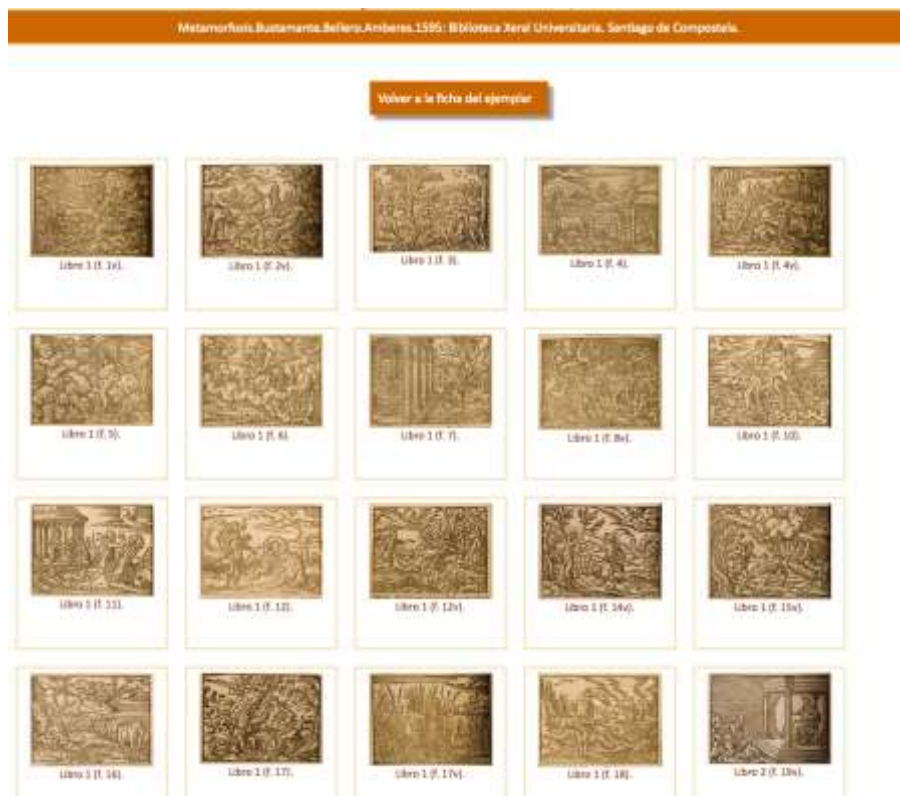 Metamorfosis.Bustamante.Bellero.Amberes.1595: Biblioteca Xeral Universitaria. Santiago de Compostela.
Volver a la ficha del ejemplar
Libro 1 (f. 1v).
Libro 1 (f. 2v).
Libro 1 (f. 3).
Libro 1 (f. 4).
Libro 1 (f. 4v).
Libro 1 (f. 5).
Libro 1 (f. 6).
Libro 1 (f. 7).
Libro 1 (f. 8v).
Libro 1 (f. 10).
Libro 1 (f. 11).
Libro 1 (f. 12).
Libro 1 (f. 12v).
Libro 1 (f. 14v).
Libro 1 (f. 15v).
Libro 1 (f. 16).
Libro 1 (f. 17).
Libro 1 (f. 17v).
Libro 1 (f. 18).
Libro 2 (f. 19v).